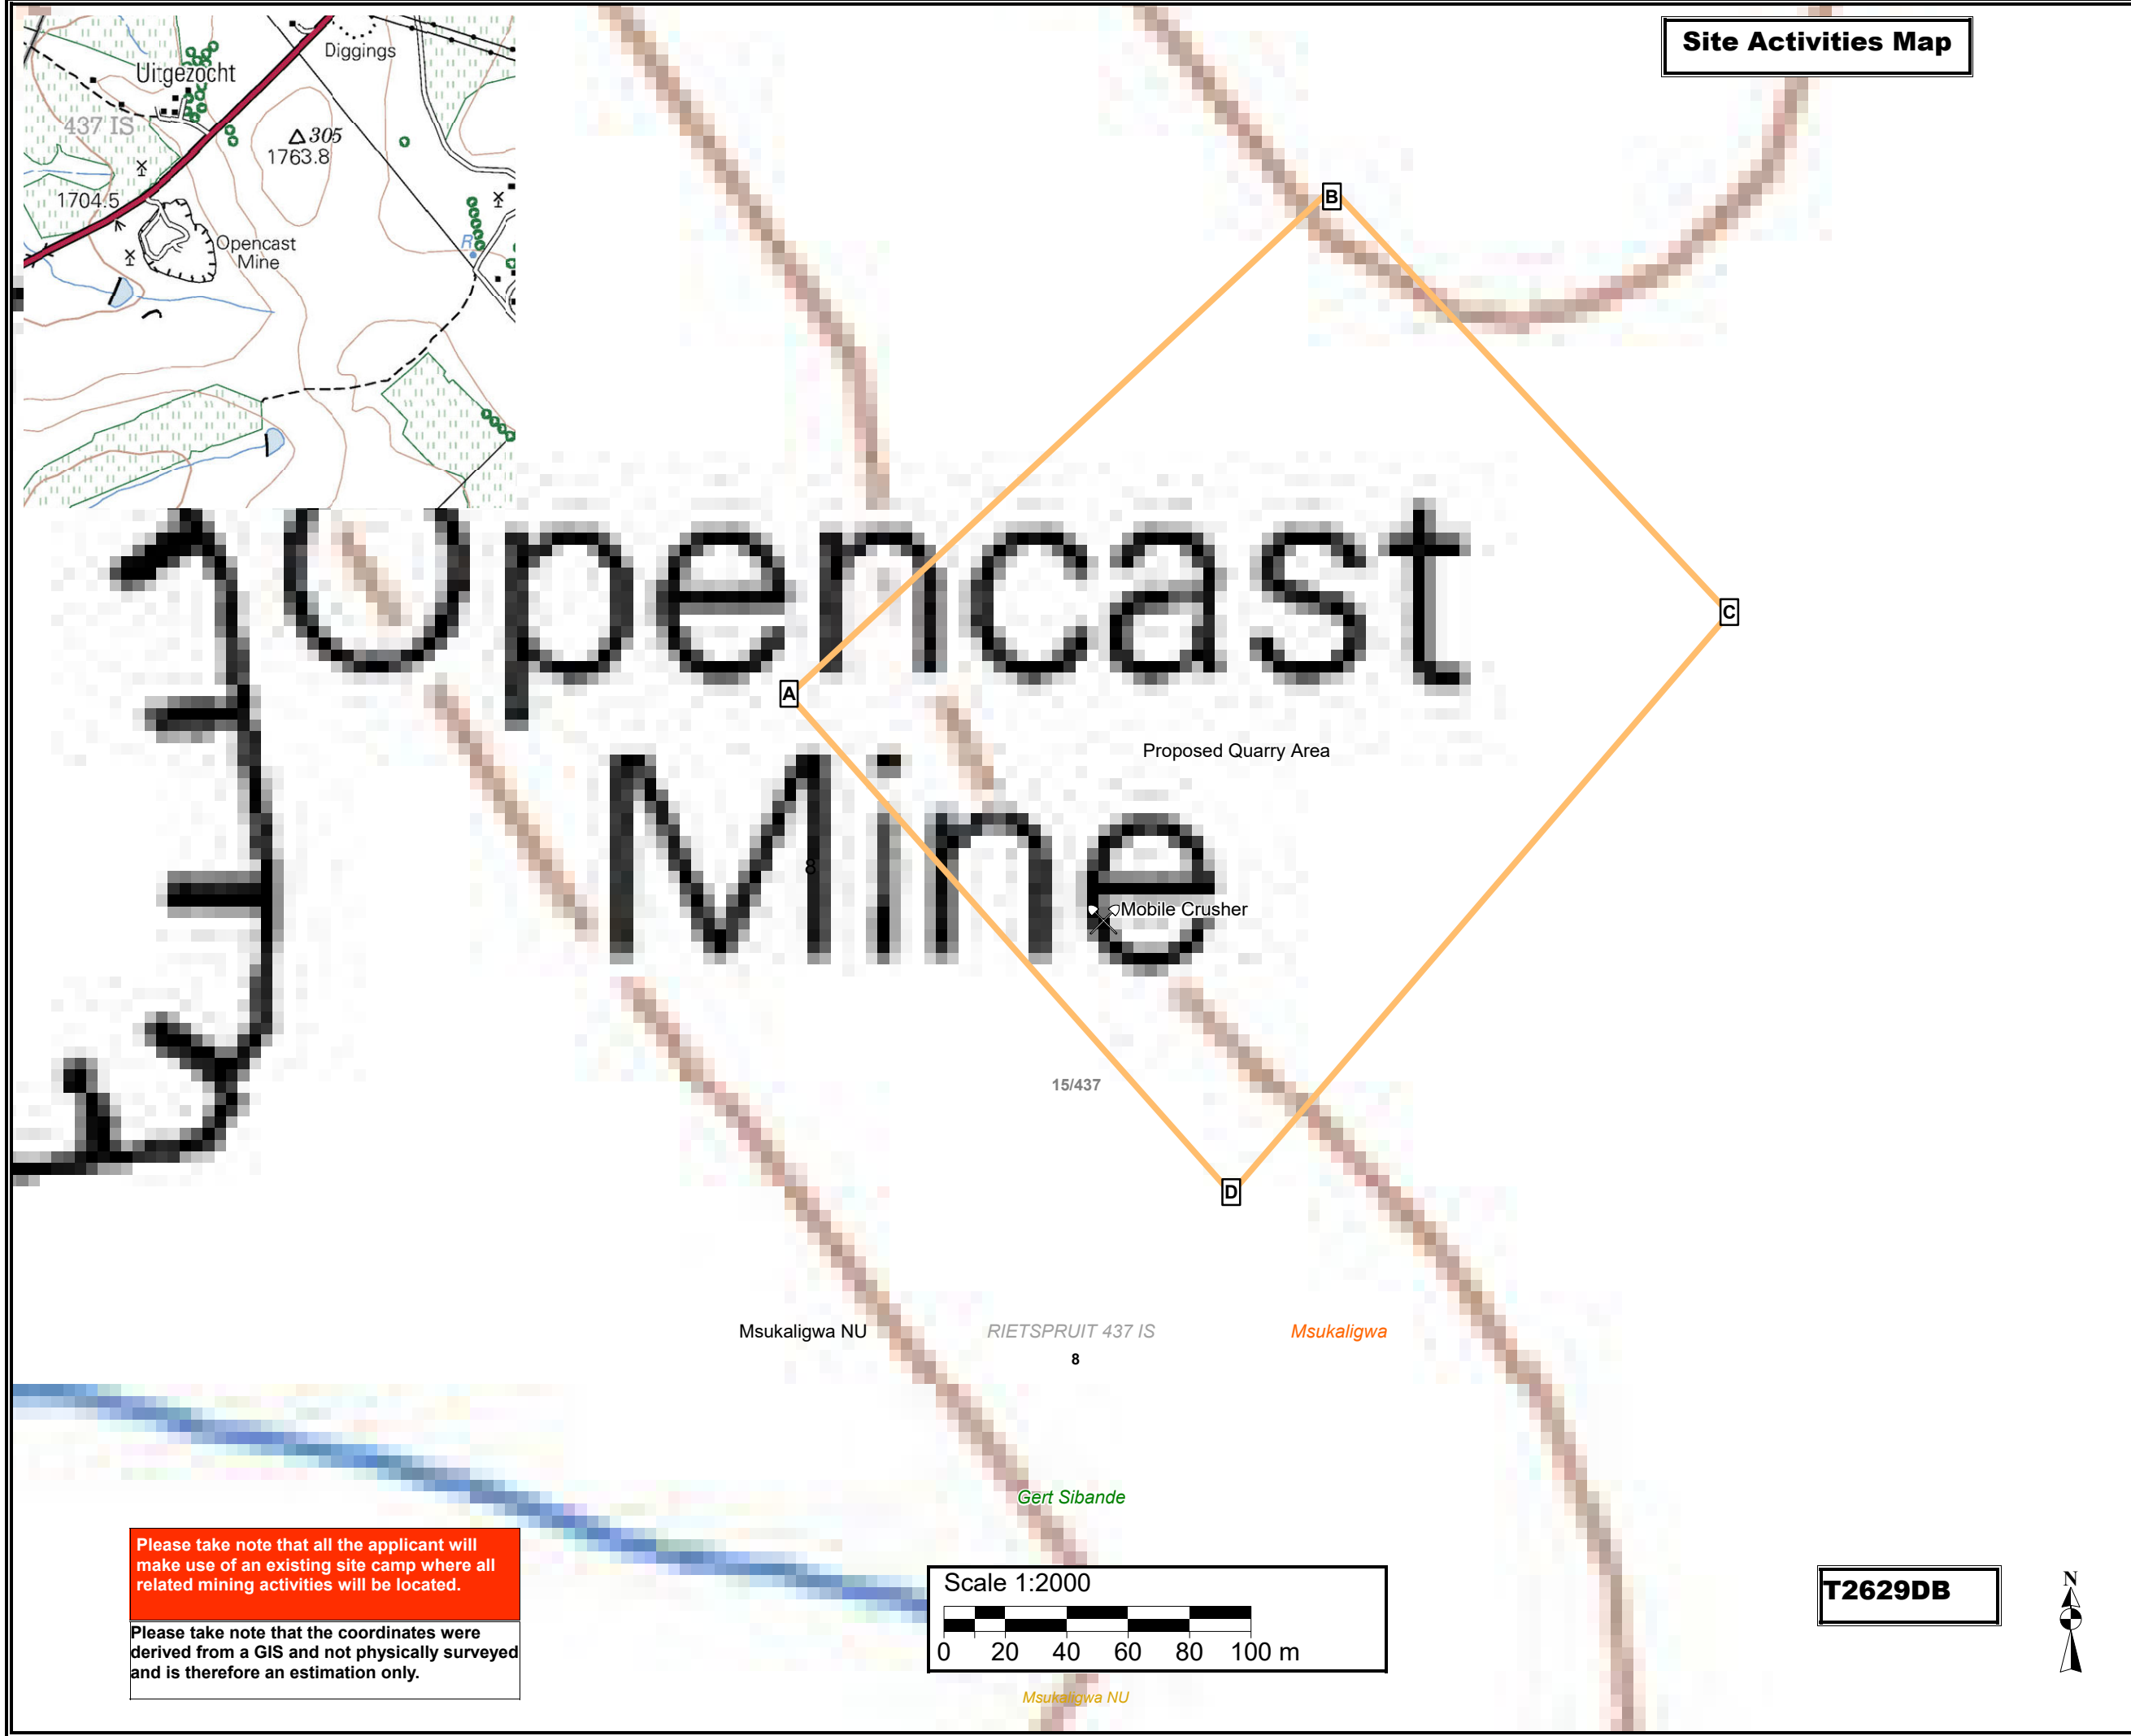 Site Activities Map
Diggings
Uitgezocht
437 IS
305
1763.8
1704.5
Opencast
Mine
R
B
C
A
D
Opencast
Mine
Proposed Quarry Area
8
Mobile Crusher
15/437
Msukaligwa NU
RIETSPRUIT 437 IS
Msukaligwa
8
Gert Sibande
Please take note that all the applicant will
make use of an existing site camp where all
related mining activities will be located.
Please take note that the coordinates were
derived from a GIS and not physically surveyed
and is therefore an estimation only.
Scale 1:2000
0 20 40 60 80 100 m
Msukaligwa NU
T2629DB
N